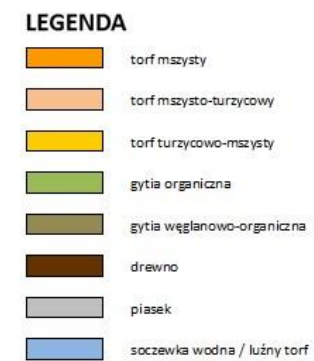 LEGENDA
torf mszysty
torf mszysto-turzycowy
torf turzycowo-mszysty
gytia organiczna
gytia węglanowo-organiczna
drewno
piasek
soczewka wodna / luźny torf